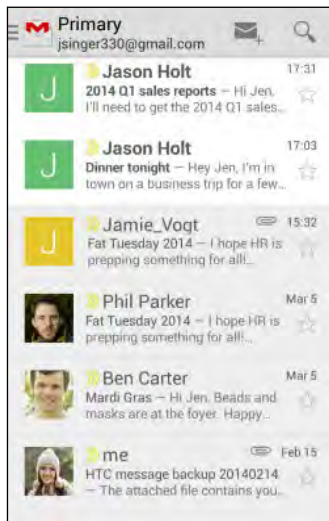 Primary
jsinger330@gmail.com
Jason Holt 17:31
2014 Q1 sales reports – Hi Jen,
I'll need to get the 2014 Q1 sales...
Jason Holt 17:03
Dinner tonight – Hey Jen, I'm in
town on a business trip for a few...
Jamie_Vogt 15:32
Fat Tuesday 2014 – I hope HR is
prepping something for all!...
Phil Parker Mar 5
Fat Tuesday 2014 – I hope HR is
prepping something for all!...
Ben Carter Mar 5
Mardi Gras – Hi Jen. Beads and
masks are at the foyer. Happy...
me Feb 15
HTC message backup 20140214
– The attached file contains you...
J
J
J